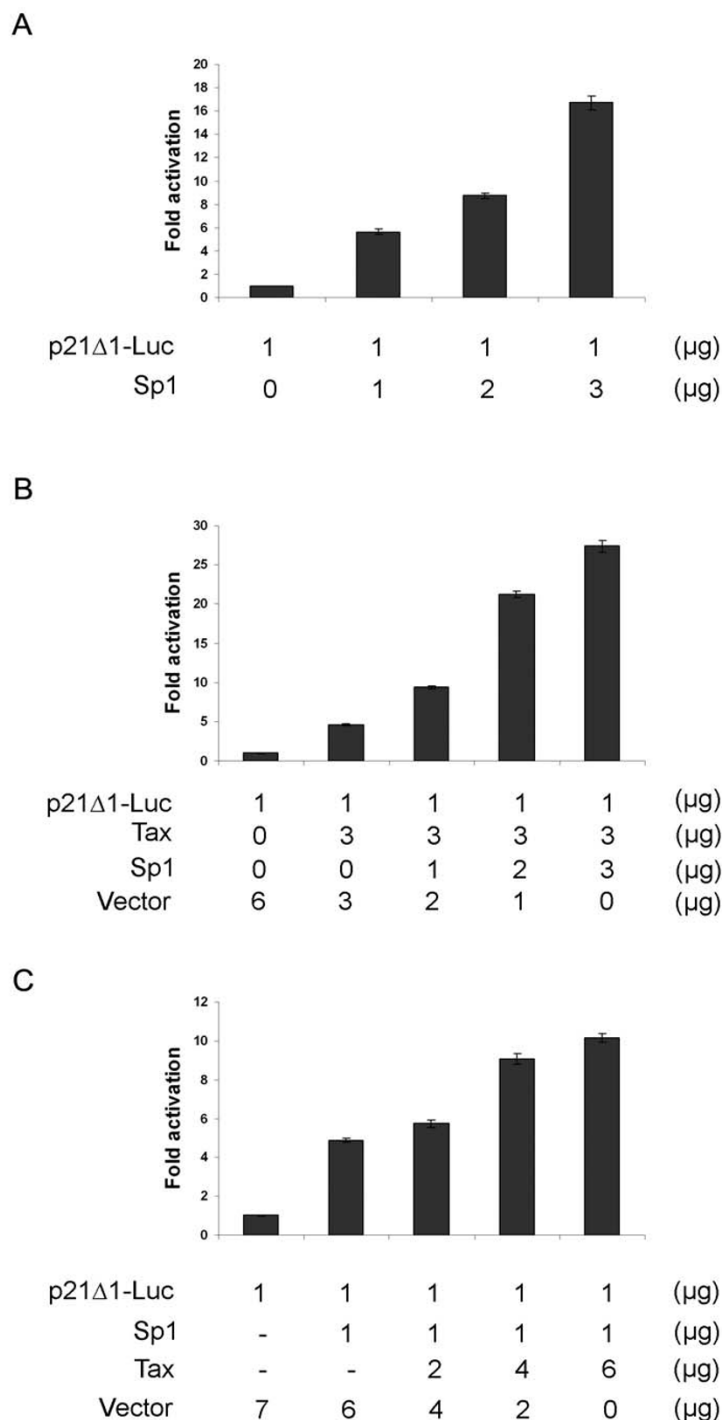 A
20
18
16
14
12
10
8
6
4
2
0
Fold activation
p21Δ1-Luc 1 1 1 1 (µg)
Sp1 0 1 2 3 (µg)
B
30
25
20
15
10
5
0
Fold activation
p21Δ1-Luc 1 1 1 1 1 (µg)
Tax 0 3 3 3 3 (µg)
Sp1 0 0 1 2 3 (µg)
Vector 6 3 2 1 0 (µg)
C
12
10
8
6
4
2
0
Fold activation
p21Δ1-Luc 1 1 1 1 1 (µg)
Sp1 - 1 1 1 1 (µg)
Tax - - 2 4 6 (µg)
Vector 7 6 4 2 0 (µg)